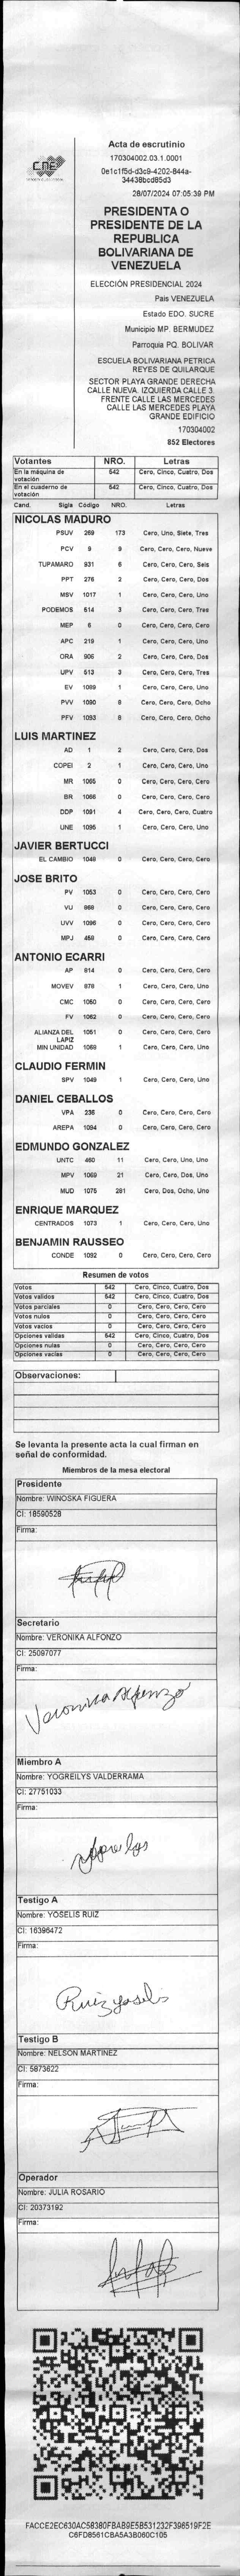 CNE
Acta de escrutinio
170304002.03.1.0001
0e1c1f5d-d3c9-4202-844a-
34438bcd85d3
28/07/2024 07:05:39 PM
PRESIDENTA O
PRESIDENTE DE LA
REPUBLICA
BOLIVARIANA DE
VENEZUELA
ELECCIÓN PRESIDENCIAL 2024
Pais VENEZUELA
Estado EDO. SUCRE
Municipio MP. BERMUDEZ
Parroquia PQ. BOLIVAR
ESCUELA BOLIVARIANA PETRICA
REYES DE QUILARQUE
SECTOR PLAYA GRANDE DERECHA
CALLE NUEVA. IZQUIERDA CALLE 3.
FRENTE CALLE LAS MERCEDES
CALLE LAS MERCEDES PLAYA
GRANDE EDIFICIO
170304002
852 Electores
Votantes NRO. Letras
En la máquina de votación 542 Cero, Cinco, Cuatro, Dos
En el cuaderno de votación 542 Cero, Cinco, Cuatro, Dos
Cand. Sigla Código NRO. Letras
NICOLAS MADURO
PSUV 269 173 Cero, Uno, Siete, Tres
PCV 9 9 Cero, Cero, Cero, Nueve
TUPAMARO 931 6 Cero, Cero, Cero, Seis
PPT 276 2 Cero, Cero, Cero, Dos
MSV 1017 1 Cero, Cero, Cero, Uno
PODEMOS 514 3 Cero, Cero, Cero, Tres
MEP 6 0 Cero, Cero, Cero, Cero
APC 219 1 Cero, Cero, Cero, Uno
ORA 906 2 Cero, Cero, Cero, Dos
UPV 513 3 Cero, Cero, Cero, Tres
EV 1089 1 Cero, Cero, Cero, Uno
PVV 1090 8 Cero, Cero, Cero, Ocho
PFV 1093 8 Cero, Cero, Cero, Ocho
LUIS MARTINEZ
AD 1 2 Cero, Cero, Cero, Dos
COPEI 2 1 Cero, Cero, Cero, Uno
MR 1065 0 Cero, Cero, Cero, Cero
BR 1066 0 Cero, Cero, Cero, Cero
DDP 1091 4 Cero, Cero, Cero, Cuatro
UNE 1095 1 Cero, Cero, Cero, Uno
JAVIER BERTUCCI
EL CAMBIO 1048 0 Cero, Cero, Cero, Cero
JOSE BRITO
PV 1053 0 Cero, Cero, Cero, Cero
VU 868 0 Cero, Cero, Cero, Cero
UVV 1096 0 Cero, Cero, Cero, Cero
MPJ 458 0 Cero, Cero, Cero, Cero
ANTONIO ECARRI
AP 814 0 Cero, Cero, Cero, Cero
MOVEV 878 1 Cero, Cero, Cero, Uno
CMC 1050 0 Cero, Cero, Cero, Cero
FV 1062 0 Cero, Cero, Cero, Cero
ALIANZA DEL LAPIZ 1051 0 Cero, Cero, Cero, Cero
MIN UNIDAD 1069 1 Cero, Cero, Cero, Uno
CLAUDIO FERMIN
SPV 1049 1 Cero, Cero, Cero, Uno
DANIEL CEBALLOS
VPA 236 0 Cero, Cero, Cero, Cero
AREPA 1094 0 Cero, Cero, Cero, Cero
EDMUNDO GONZALEZ
UNTC 460 11 Cero, Cero, Uno, Uno
MPV 1069 21 Cero, Cero, Dos, Uno
MUD 1075 281 Cero, Dos, Ocho, Uno
ENRIQUE MARQUEZ
CENTRADOS 1073 1 Cero, Cero, Cero, Uno
BENJAMIN RAUSSEO
CONDE 1092 0 Cero, Cero, Cero, Cero
Resumen de votos
Votos 542 Cero, Cinco, Cuatro, Dos
Votos validos 542 Cero, Cinco, Cuatro, Dos
Votos parciales 0 Cero, Cero, Cero, Cero
Votos nulos 0 Cero, Cero, Cero, Cero
Votos vacios 0 Cero, Cero, Cero, Cero
Opciones validas 542 Cero, Cinco, Cuatro, Dos
Opciones nulas 0 Cero, Cero, Cero, Cero
Opciones vacias 0 Cero, Cero, Cero, Cero
Observaciones:
Se levanta la presente acta la cual firman en
señal de conformidad.
Miembros de la mesa electoral
Presidente
Nombre: WINOSKA FIGUERA
CI: 18590528
Firma:
Secretario
Nombre: VERONIKA ALFONZO
CI: 25097077
Firma:
Veronica Alfonzo
Miembro A
Nombre: YOGREILYS VALDERRAMA
CI: 27751033
Firma:
Testigo A
Nombre: YOSELIS RUIZ
CI: 16396472
Firma:
Ruiz yoselis
Testigo B
Nombre: NELSON MARTINEZ
CI: 5873622
Firma:
Operador
Nombre: JULIA ROSARIO
CI: 20373192
Firma:
FACCE2EC630AC58380FBAB9E5B531232F396519F2E
C6FD8561CBA5A3B060C105